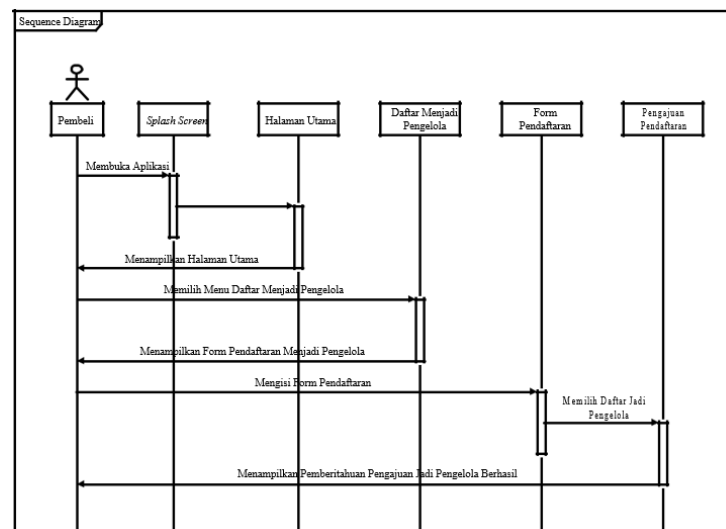 Sequence Diagram
Pembeli
Splash Screen
Halaman Utama
Daftar Menjadi
Pengelola
Form
Pendaftaran
Pengajuan
Pendaftaran
Membuka Aplikasi
Menampilkan Halaman Utama
Memilih Menu Daftar Menjadi Pengelola
Menampilkan Form Pendaftaran Menjadi Pengelola
Mengisi Form Pendaftaran
Memilih Daftar Jadi
Pengelola
Menampilkan Pemberitahuan Pengajuan Jadi Pengelola Berhasil